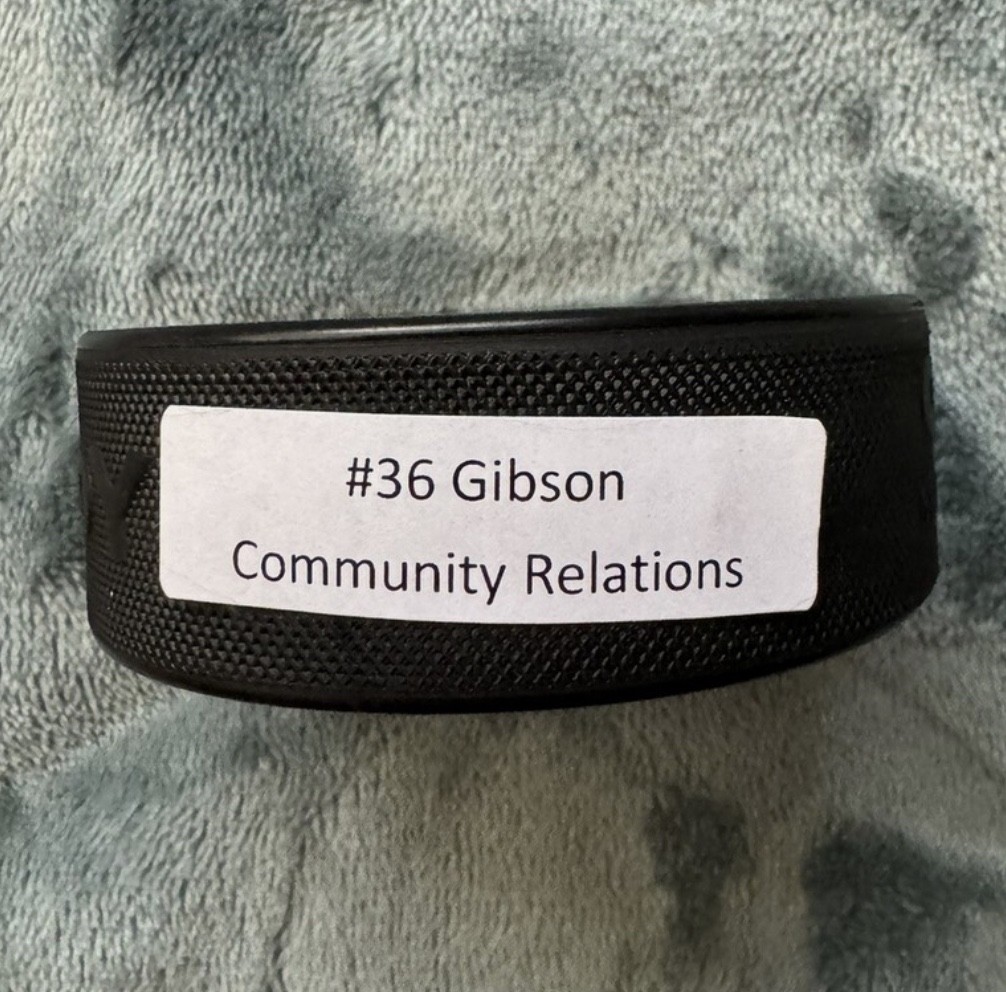 #36 Gibson
Community Relations